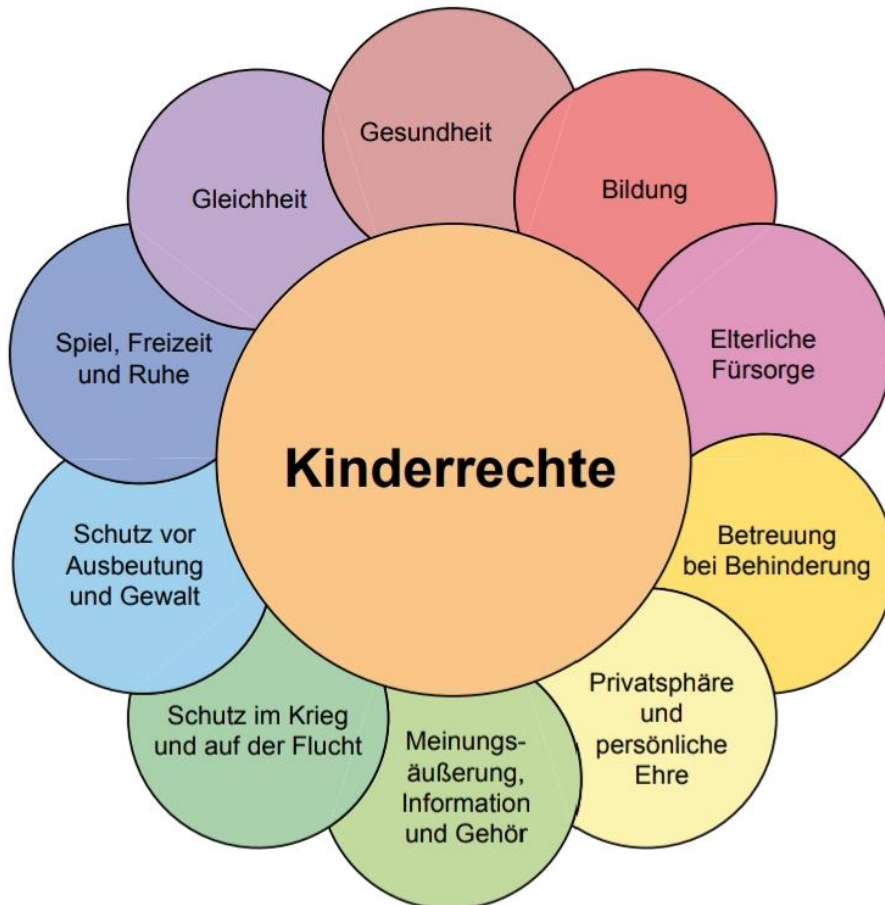 Gesundheit
Bildung
Elterliche
Fürsorge
Betreuung
bei Behinderung
Privatsphäre
und
persönliche
Ehre
Meinungs-
äußerung,
Information
und Gehör
Schutz im Krieg
und auf der Flucht
Schutz vor
Ausbeutung
und Gewalt
Spiel, Freizeit
und Ruhe
Gleichheit
Kinderrechte